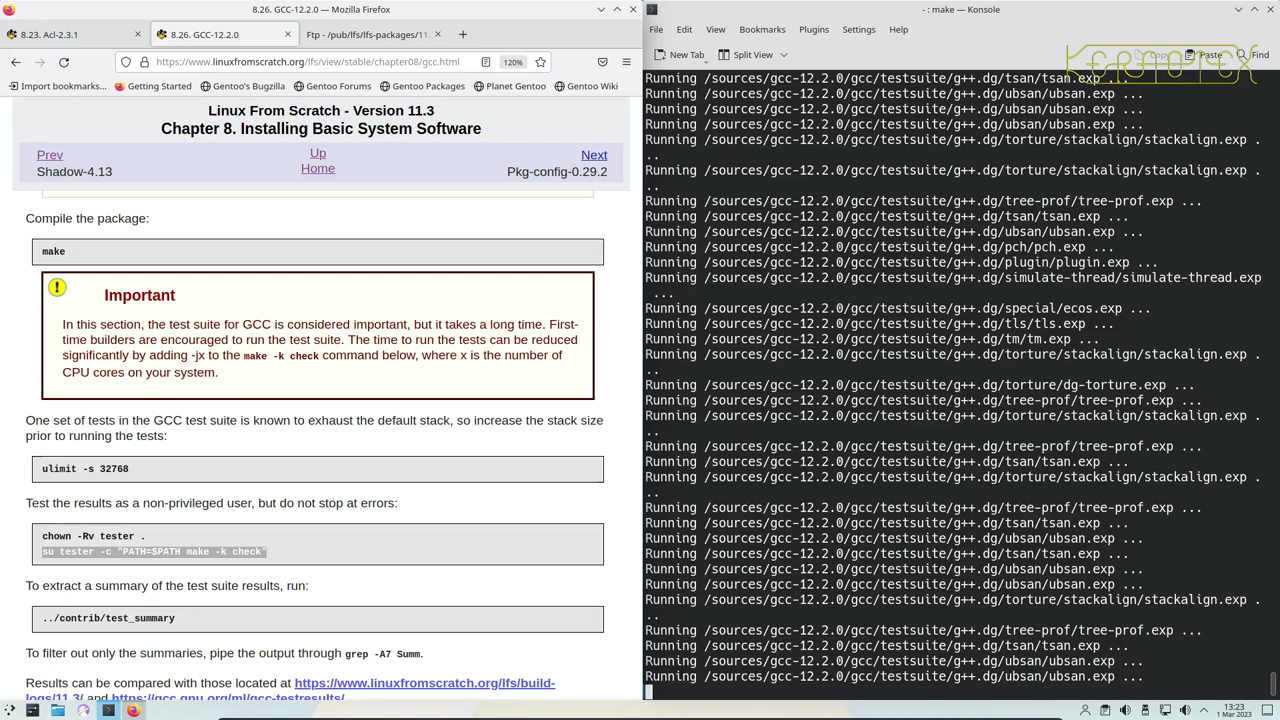 8.26. GCC-12.2.0 — Mozilla Firefox
8.23. Acl-2.3.1
8.26. GCC-12.2.0
Ftp - /pub/lfs/lfs-packages/11.
https://www.linuxfromscratch.org/lfs/view/stable/chapter08/gcc.html
120%
Import bookmarks...
Getting Started
Gentoo's Bugzilla
Gentoo Forums
Gentoo Packages
Planet Gentoo
Gentoo Wiki
Linux From Scratch - Version 11.3
Chapter 8. Installing Basic System Software
Prev
Up
Next
Shadow-4.13
Home
Pkg-config-0.29.2
Compile the package:
make
Important
In this section, the test suite for GCC is considered important, but it takes a long time. First-
time builders are encouraged to run the test suite. The time to run the tests can be reduced
significantly by adding -jx to the make -k check command below, where x is the number of
CPU cores on your system.
One set of tests in the GCC test suite is known to exhaust the default stack, so increase the stack size
prior to running the tests:
ulimit -s 32768
Test the results as a non-privileged user, but do not stop at errors:
chown -Rv tester .
su tester -c "PATH=$PATH make -k check"
To extract a summary of the test suite results, run:
../contrib/test_summary
To filter out only the summaries, pipe the output through grep -A7 Summ.
Results can be compared with those located at https://www.linuxfromscratch.org/lfs/build-
logs/11.3/ and https://gcc.gnu.org/ml/gcc-testresults/.
- : make — Konsole
File Edit View Bookmarks Plugins Settings Help
New Tab
Split View
Copy
Paste
Find
KERNOTEX
Running /sources/gcc-12.2.0/gcc/testsuite/g++.dg/tsan/tsan.exp ...
Running /sources/gcc-12.2.0/gcc/testsuite/g++.dg/ubsan/ubsan.exp ...
Running /sources/gcc-12.2.0/gcc/testsuite/g++.dg/ubsan/ubsan.exp ...
Running /sources/gcc-12.2.0/gcc/testsuite/g++.dg/ubsan/ubsan.exp ...
Running /sources/gcc-12.2.0/gcc/testsuite/g++.dg/torture/stackalign/stackalign.exp .
..
Running /sources/gcc-12.2.0/gcc/testsuite/g++.dg/torture/stackalign/stackalign.exp .
..
Running /sources/gcc-12.2.0/gcc/testsuite/g++.dg/tree-prof/tree-prof.exp ...
Running /sources/gcc-12.2.0/gcc/testsuite/g++.dg/tsan/tsan.exp ...
Running /sources/gcc-12.2.0/gcc/testsuite/g++.dg/ubsan/ubsan.exp ...
Running /sources/gcc-12.2.0/gcc/testsuite/g++.dg/pch/pch.exp ...
Running /sources/gcc-12.2.0/gcc/testsuite/g++.dg/plugin/plugin.exp ...
Running /sources/gcc-12.2.0/gcc/testsuite/g++.dg/simulate-thread/simulate-thread.exp
...
Running /sources/gcc-12.2.0/gcc/testsuite/g++.dg/special/ecos.exp ...
Running /sources/gcc-12.2.0/gcc/testsuite/g++.dg/tls/tls.exp ...
Running /sources/gcc-12.2.0/gcc/testsuite/g++.dg/tm/tm.exp ...
Running /sources/gcc-12.2.0/gcc/testsuite/g++.dg/torture/stackalign/stackalign.exp .
..
Running /sources/gcc-12.2.0/gcc/testsuite/g++.dg/torture/dg-torture.exp ...
Running /sources/gcc-12.2.0/gcc/testsuite/g++.dg/tree-prof/tree-prof.exp ...
Running /sources/gcc-12.2.0/gcc/testsuite/g++.dg/torture/stackalign/stackalign.exp .
..
Running /sources/gcc-12.2.0/gcc/testsuite/g++.dg/tree-prof/tree-prof.exp ...
Running /sources/gcc-12.2.0/gcc/testsuite/g++.dg/tsan/tsan.exp ...
Running /sources/gcc-12.2.0/gcc/testsuite/g++.dg/torture/stackalign/stackalign.exp .
..
Running /sources/gcc-12.2.0/gcc/testsuite/g++.dg/tree-prof/tree-prof.exp ...
Running /sources/gcc-12.2.0/gcc/testsuite/g++.dg/tsan/tsan.exp ...
Running /sources/gcc-12.2.0/gcc/testsuite/g++.dg/ubsan/ubsan.exp ...
Running /sources/gcc-12.2.0/gcc/testsuite/g++.dg/tsan/tsan.exp ...
Running /sources/gcc-12.2.0/gcc/testsuite/g++.dg/ubsan/ubsan.exp ...
Running /sources/gcc-12.2.0/gcc/testsuite/g++.dg/ubsan/ubsan.exp ...
Running /sources/gcc-12.2.0/gcc/testsuite/g++.dg/torture/stackalign/stackalign.exp .
..
Running /sources/gcc-12.2.0/gcc/testsuite/g++.dg/tree-prof/tree-prof.exp ...
Running /sources/gcc-12.2.0/gcc/testsuite/g++.dg/tsan/tsan.exp ...
Running /sources/gcc-12.2.0/gcc/testsuite/g++.dg/ubsan/ubsan.exp ...
Running /sources/gcc-12.2.0/gcc/testsuite/g++.dg/ubsan/ubsan.exp ...
13:23
1 Mar 2023